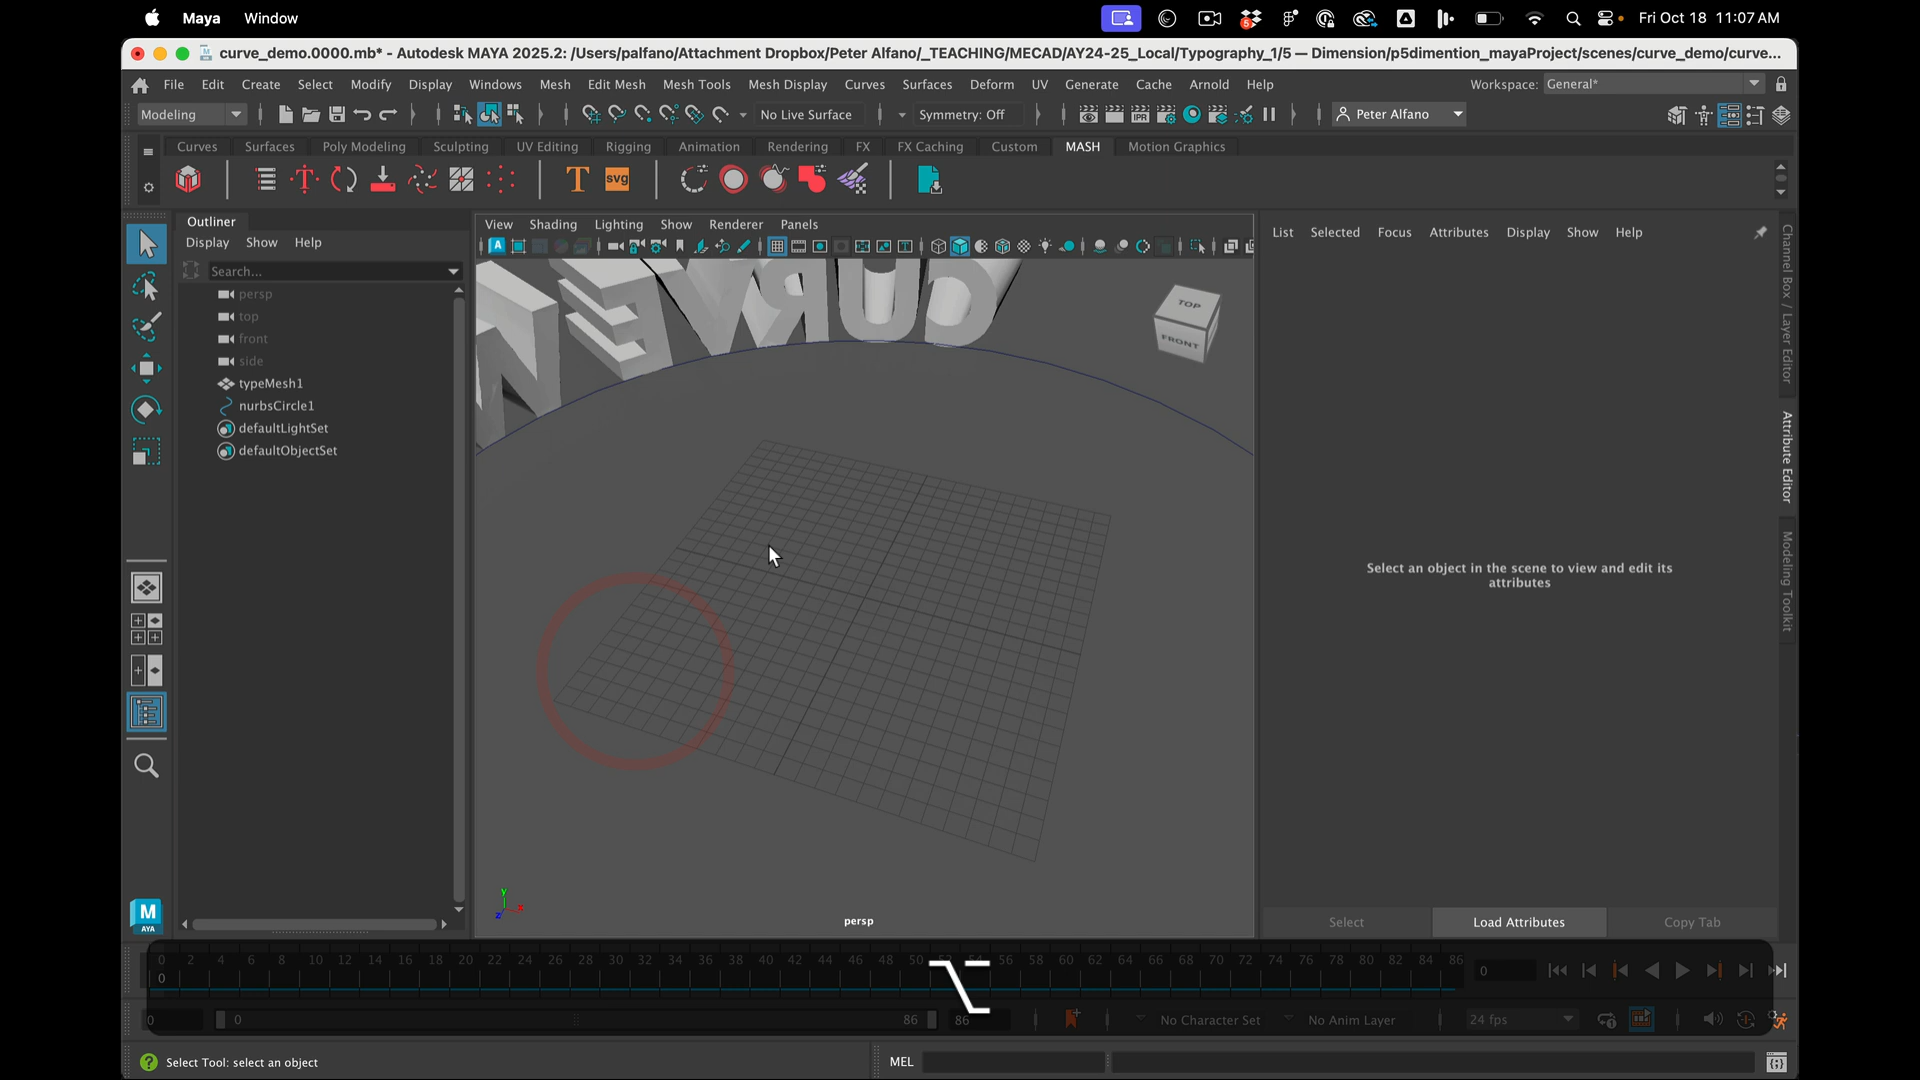 Maya Window
Fri Oct 18 11:07 AM
curve_demo.0000.mb* - Autodesk MAYA 2025.2: /Users/palfano/Attachment Dropbox/Peter Alfano/_TEACHING/MECAD/AY24-25_Local/Typography_1/5 — Dimension/p5dimention_mayaProject/scenes/curve_demo/curve...
File Edit Create Select Modify Display Windows Mesh Edit Mesh Mesh Tools Mesh Display Curves Surfaces Deform UV Generate Cache Arnold Help Workspace: General*
Modeling No Live Surface Symmetry: Off IPR Peter Alfano
Curves Surfaces Poly Modeling Sculpting UV Editing Rigging Animation Rendering FX FX Caching Custom MASH Motion Graphics
T svg
Outliner
Display Show Help
Search...
persp
top
front
side
typeMesh1
nurbsCircle1
defaultLightSet
defaultObjectSet
View Shading Lighting Show Renderer Panels
TOP
FRONT
y
x
z
persp
List Selected Focus Attributes Display Show Help
Select an object in the scene to view and edit its
attributes
Select Load Attributes Copy Tab
Channel Box / Layer Editor
Attribute Editor
Modeling Toolkit
M
AYA
0 2 4 6 8 10 12 14 16 18 20 22 24 26 28 30 32 34 36 38 40 42 44 46 48 50 52 54 56 58 60 62 64 66 68 70 72 74 76 78 80 82 84 86
0
0
0 0 86 86 No Character Set No Anim Layer 24 fps
Select Tool: select an object MEL